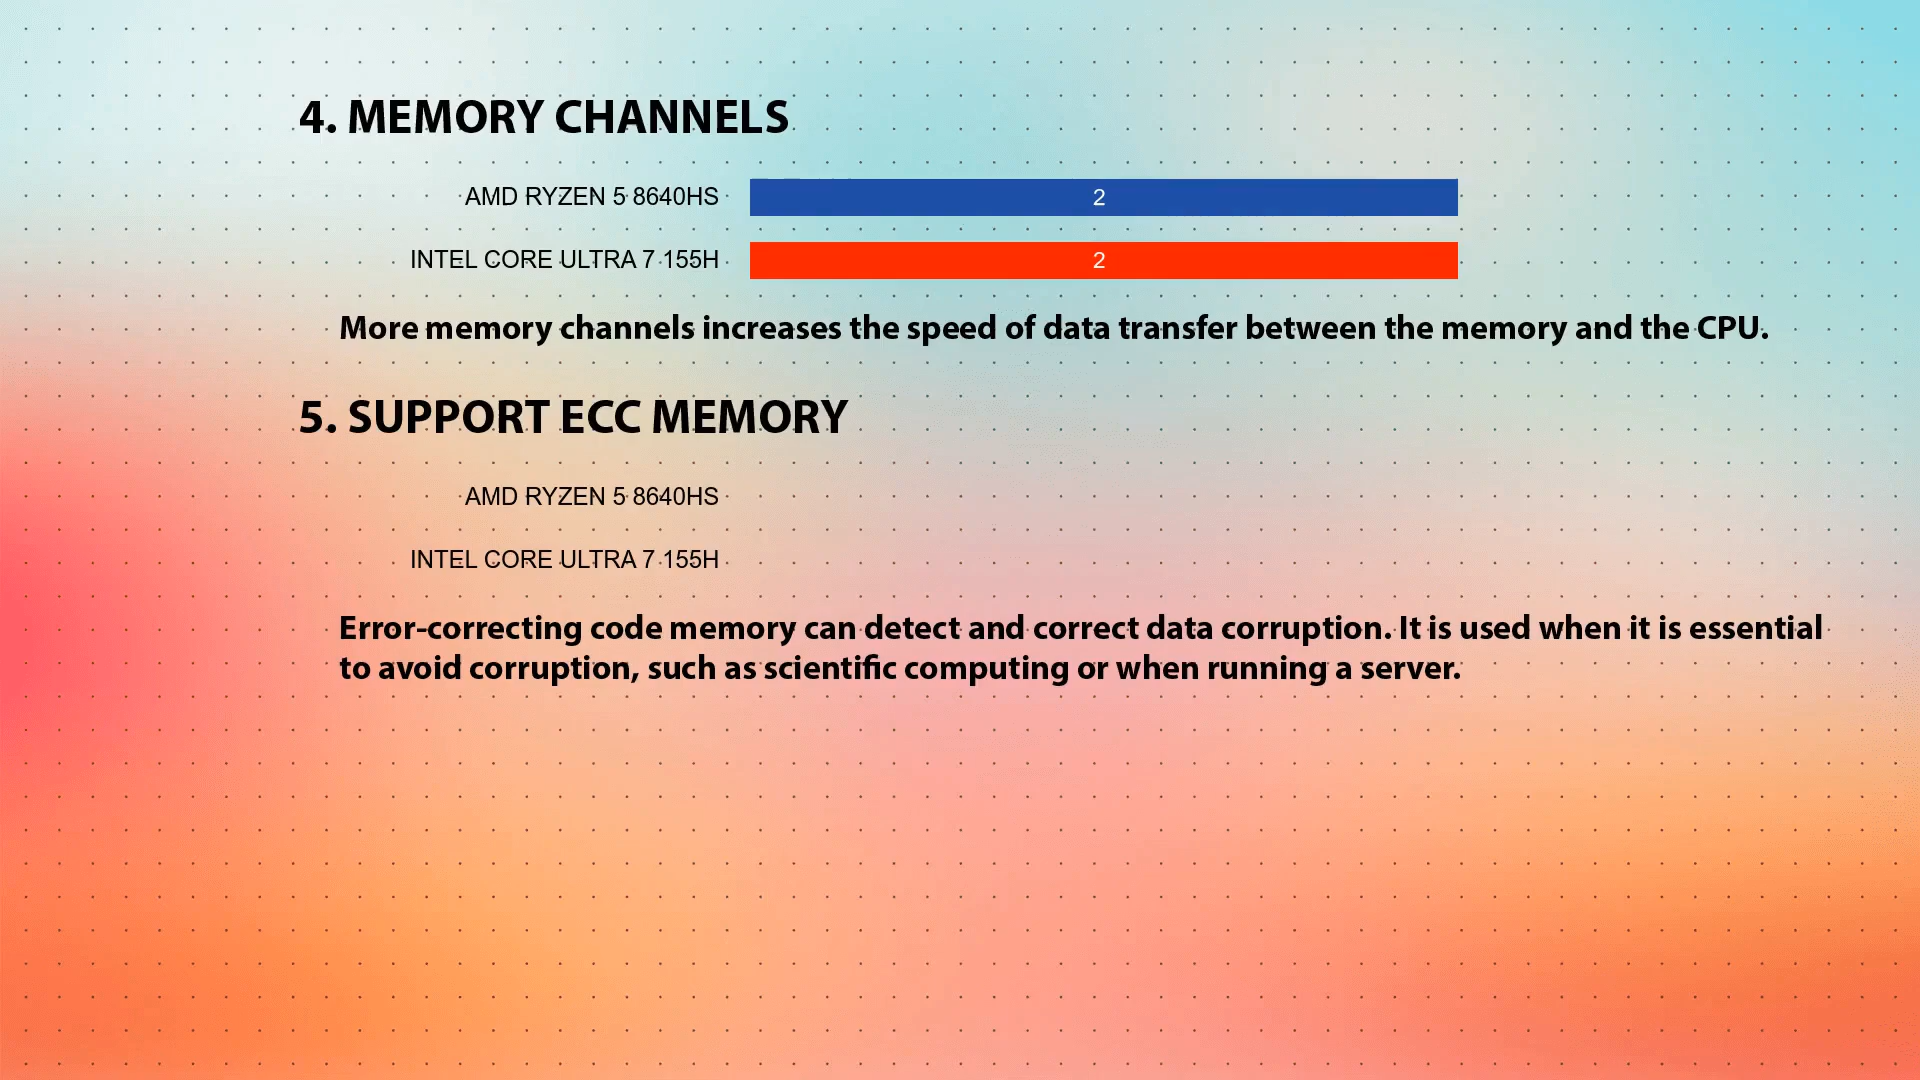 4. MEMORY CHANNELS
AMD RYZEN 5 8640HS
2
INTEL CORE ULTRA 7 155H
2
More memory channels increases the speed of data transfer between the memory and the CPU.
5. SUPPORT ECC MEMORY
AMD RYZEN 5 8640HS
INTEL CORE ULTRA 7 155H
Error-correcting code memory can detect and correct data corruption. It is used when it is essential
to avoid corruption, such as scientific computing or when running a server.